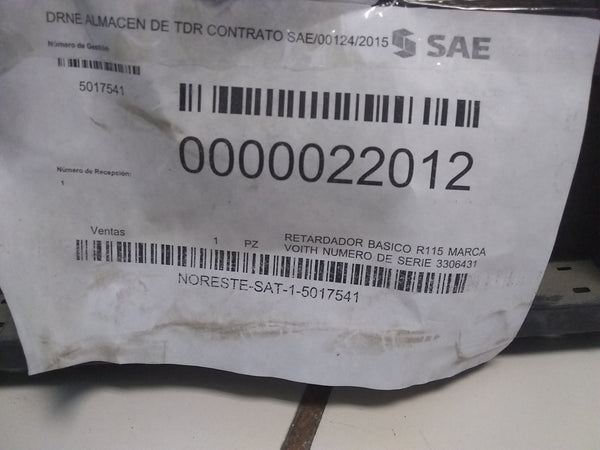 DRNE ALMACEN DE TDR CONTRATO SAE/00124/2015
SAE
Número de Gestión
5017541
0000022012
Número de Recepción:
1
Ventas 1 PZ RETARDADOR BASICO R115 MARCA
VOITH NUMERO DE SERIE 3306431
NORESTE-SAT-1-5017541